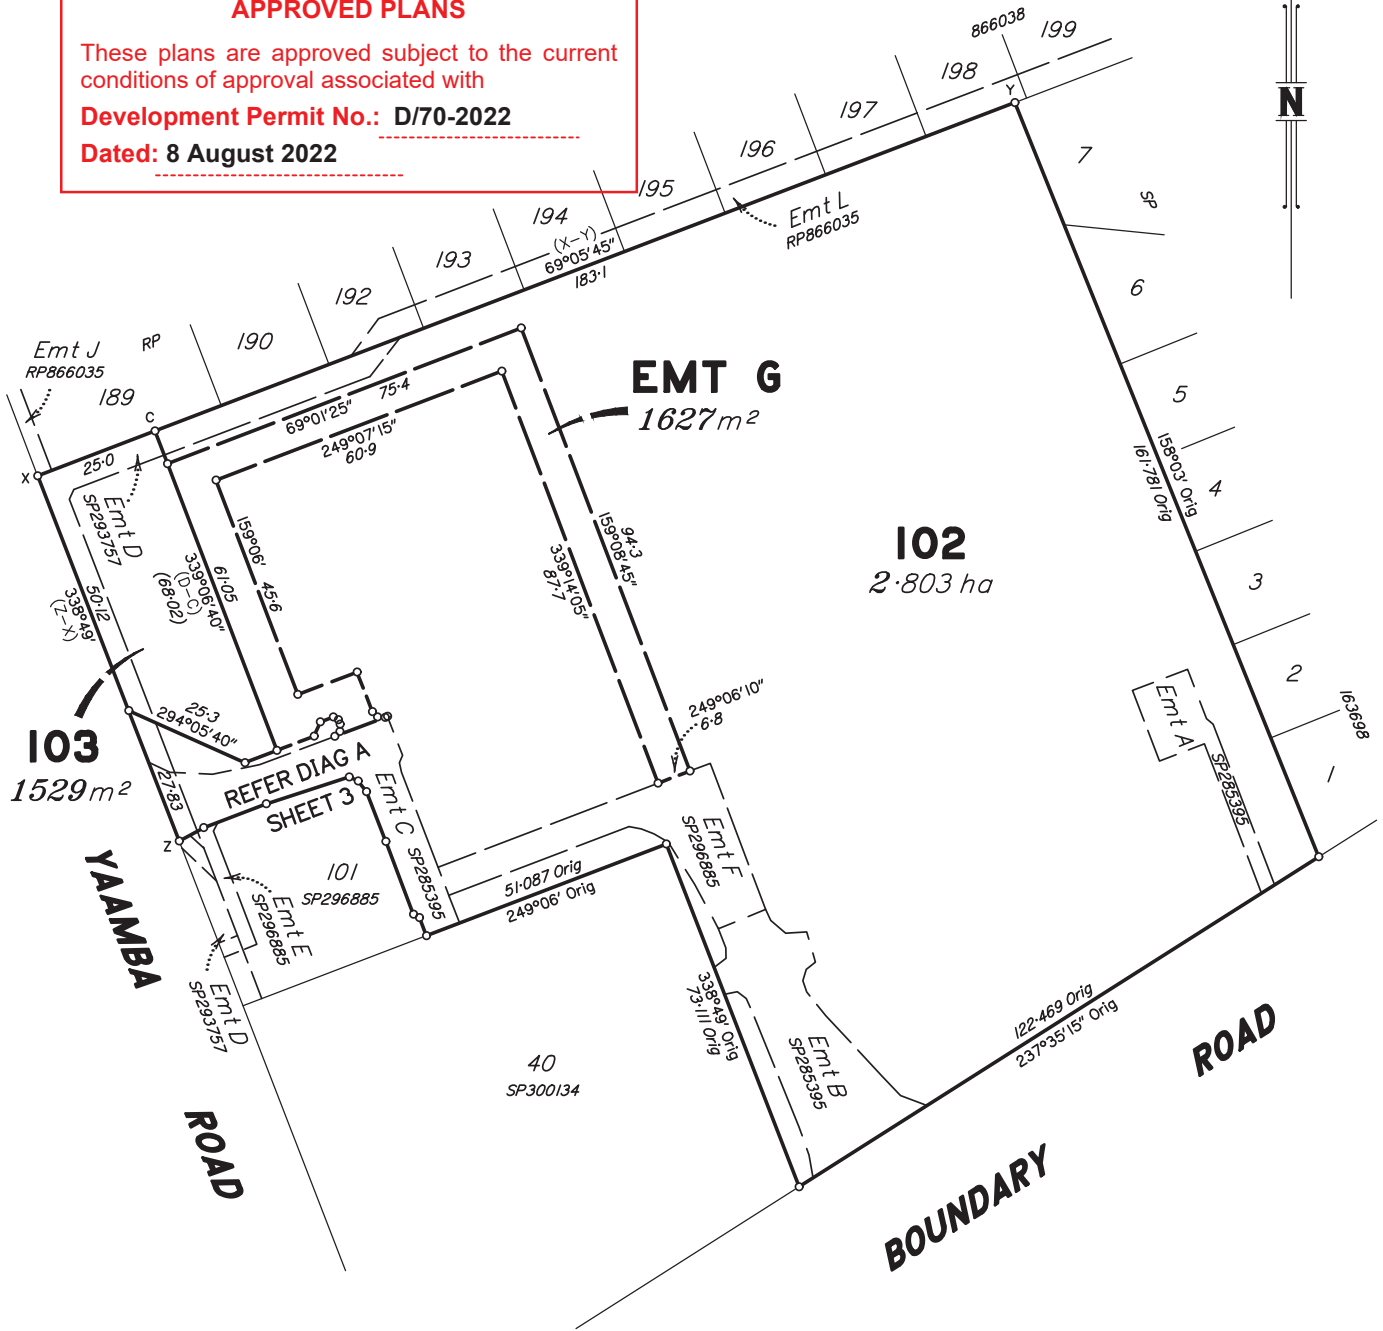 APPROVED PLANS
These plans are approved subject to the current
conditions of approval associated with
Development Permit No.: D/70-2022
Dated: 8 August 2022
N
866038
199
198
197
196
195
194
193
192
190
189
RP
Y
7
SP
6
5
4
3
2
1
163698
Emt L
RP866035
(X-Y)
69°05'45"
183·1
Emt J
RP866035
C
X
25·0
Emt D
SP293757
EMT G
1627m²
75·4
69°01'25"
249°07'15"
60·9
159°06'
45·6
61·05
339°06'40"
(D-C)
(68·02)
50·12
338°49'
(Z-X)
94·3
159°08'45"
339°14'05"
87·7
102
2·803 ha
158°03' Orig
161·781 Orig
103
1529m²
25·3
294°05'40"
27·83
Z
REFER DIAG A
SHEET 3
249°06'10"
6·8
Emt A
SP285395
Emt C
SP285395
Emt F
SP296885
101
SP296885
Emt E
SP296885
Emt D
SP293757
51·087 Orig
249°06' Orig
338°49' Orig
73·111 Orig
Emt B
SP285395
122·469 Orig
237°35'15" Orig
40
SP300134
YAAMBA
ROAD
BOUNDARY
ROAD